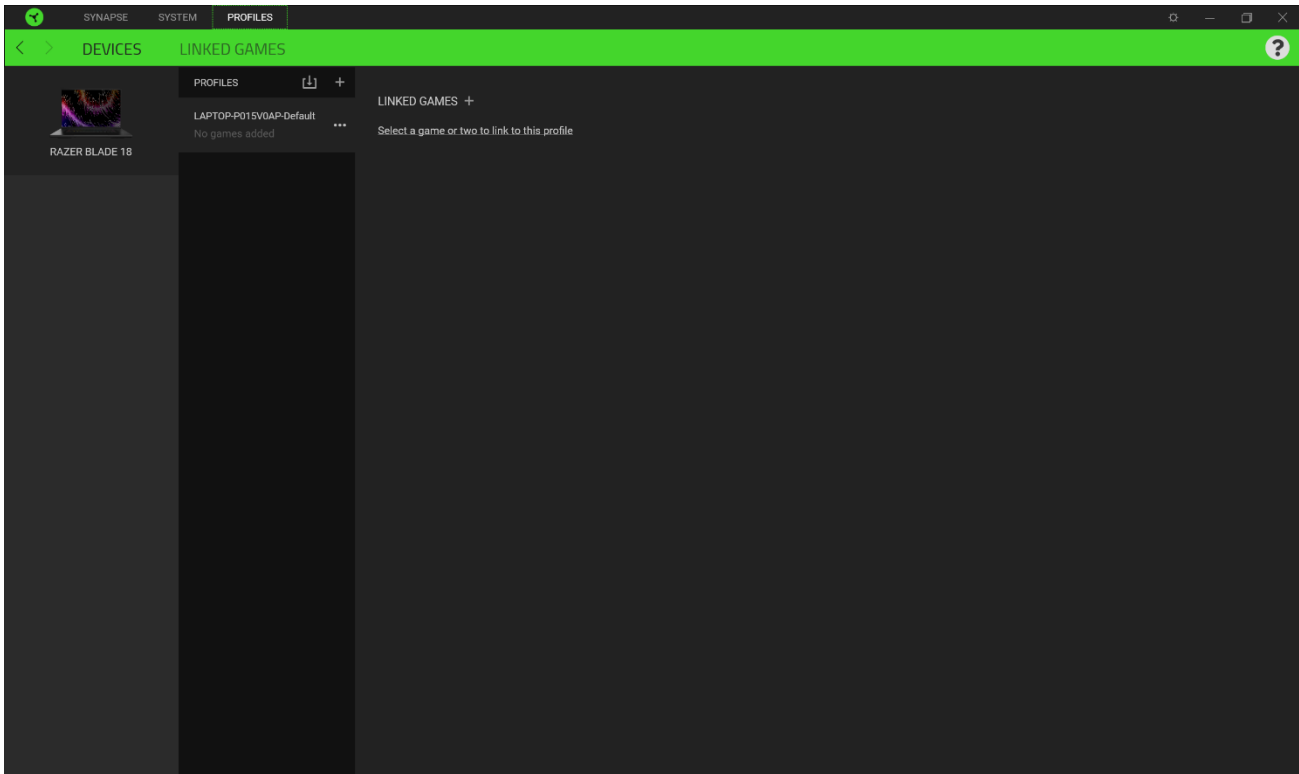 SYNAPSE SYSTEM PROFILES
DEVICES LINKED GAMES ?
PROFILES
LAPTOP-P015V0AP-Default
No games added
RAZER BLADE 18
LINKED GAMES +
Select a game or two to link to this profile